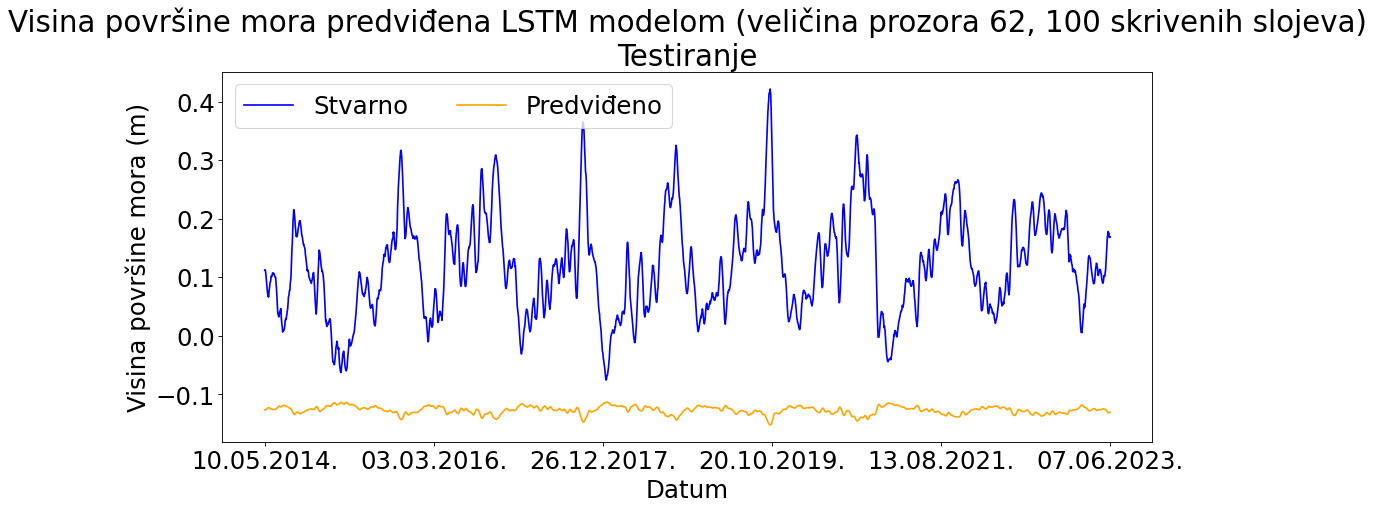 Visina površine mora predviđena LSTM modelom (veličina prozora 62, 100 skrivenih slojeva)
Testiranje
Stvarno Predviđeno
Visina površine mora (m)
0.4
0.3
0.2
0.1
0.0
−0.1
10.05.2014. 03.03.2016. 26.12.2017. 20.10.2019. 13.08.2021. 07.06.2023.
Datum